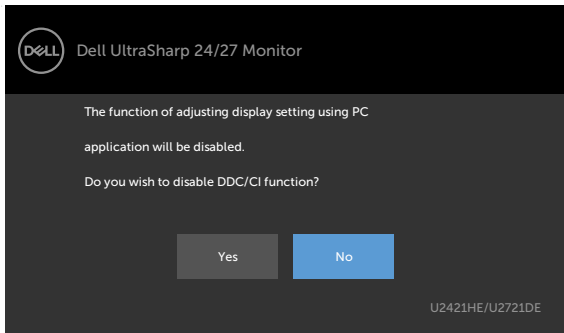 DELL
Dell UltraSharp 24/27 Monitor
The function of adjusting display setting using PC
application will be disabled.
Do you wish to disable DDC/CI function?
Yes
No
U2421HE/U2721DE